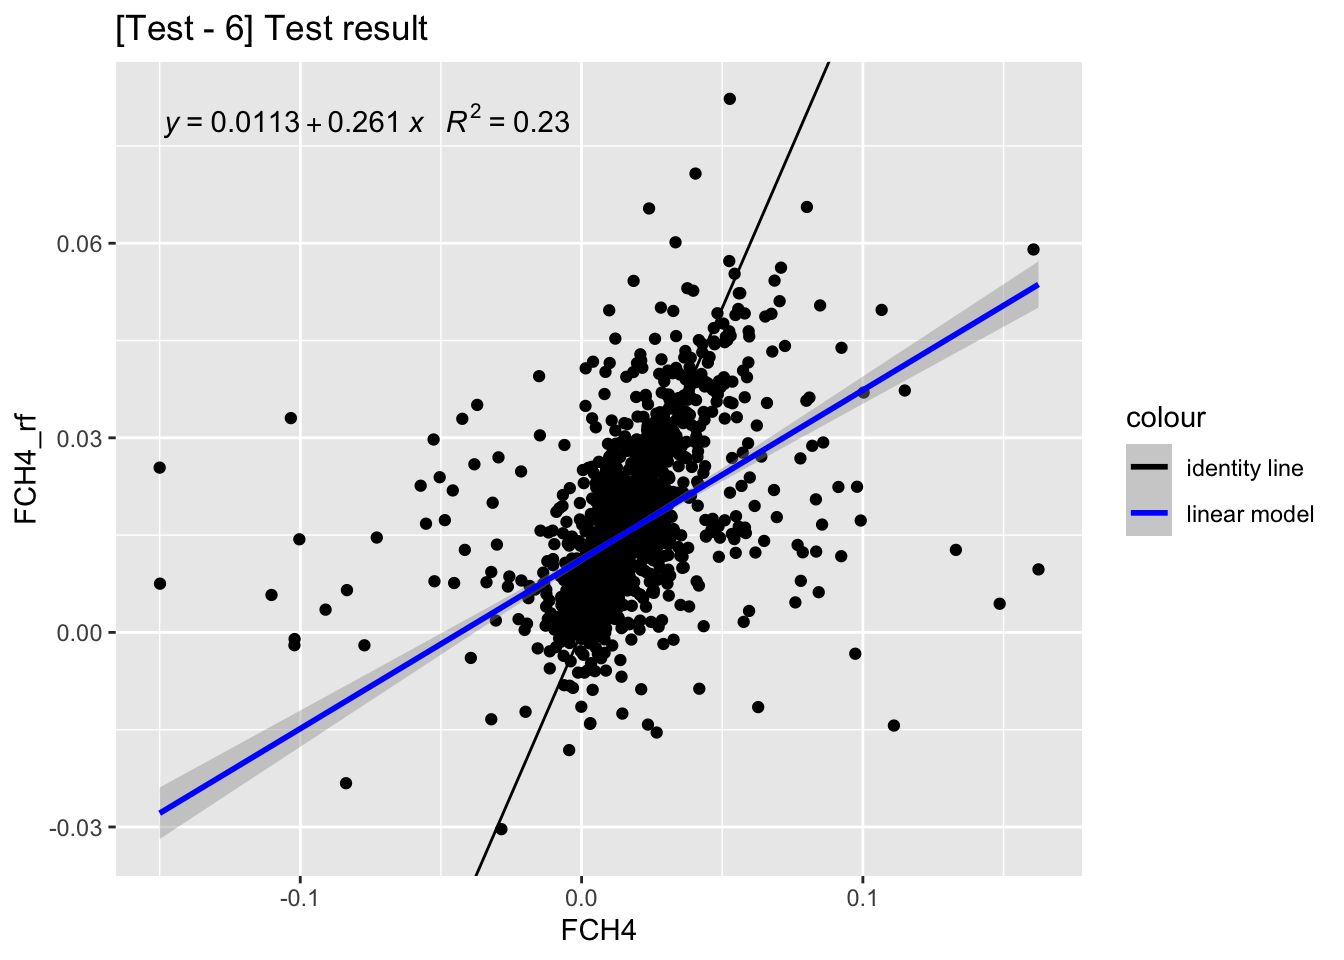 [Test - 6] Test result
y = 0.0113 + 0.261 x R² = 0.23
0.06
0.03
0.00
-0.03
FCH4_rf
-0.1
0.0
0.1
FCH4
colour
identity line
linear model